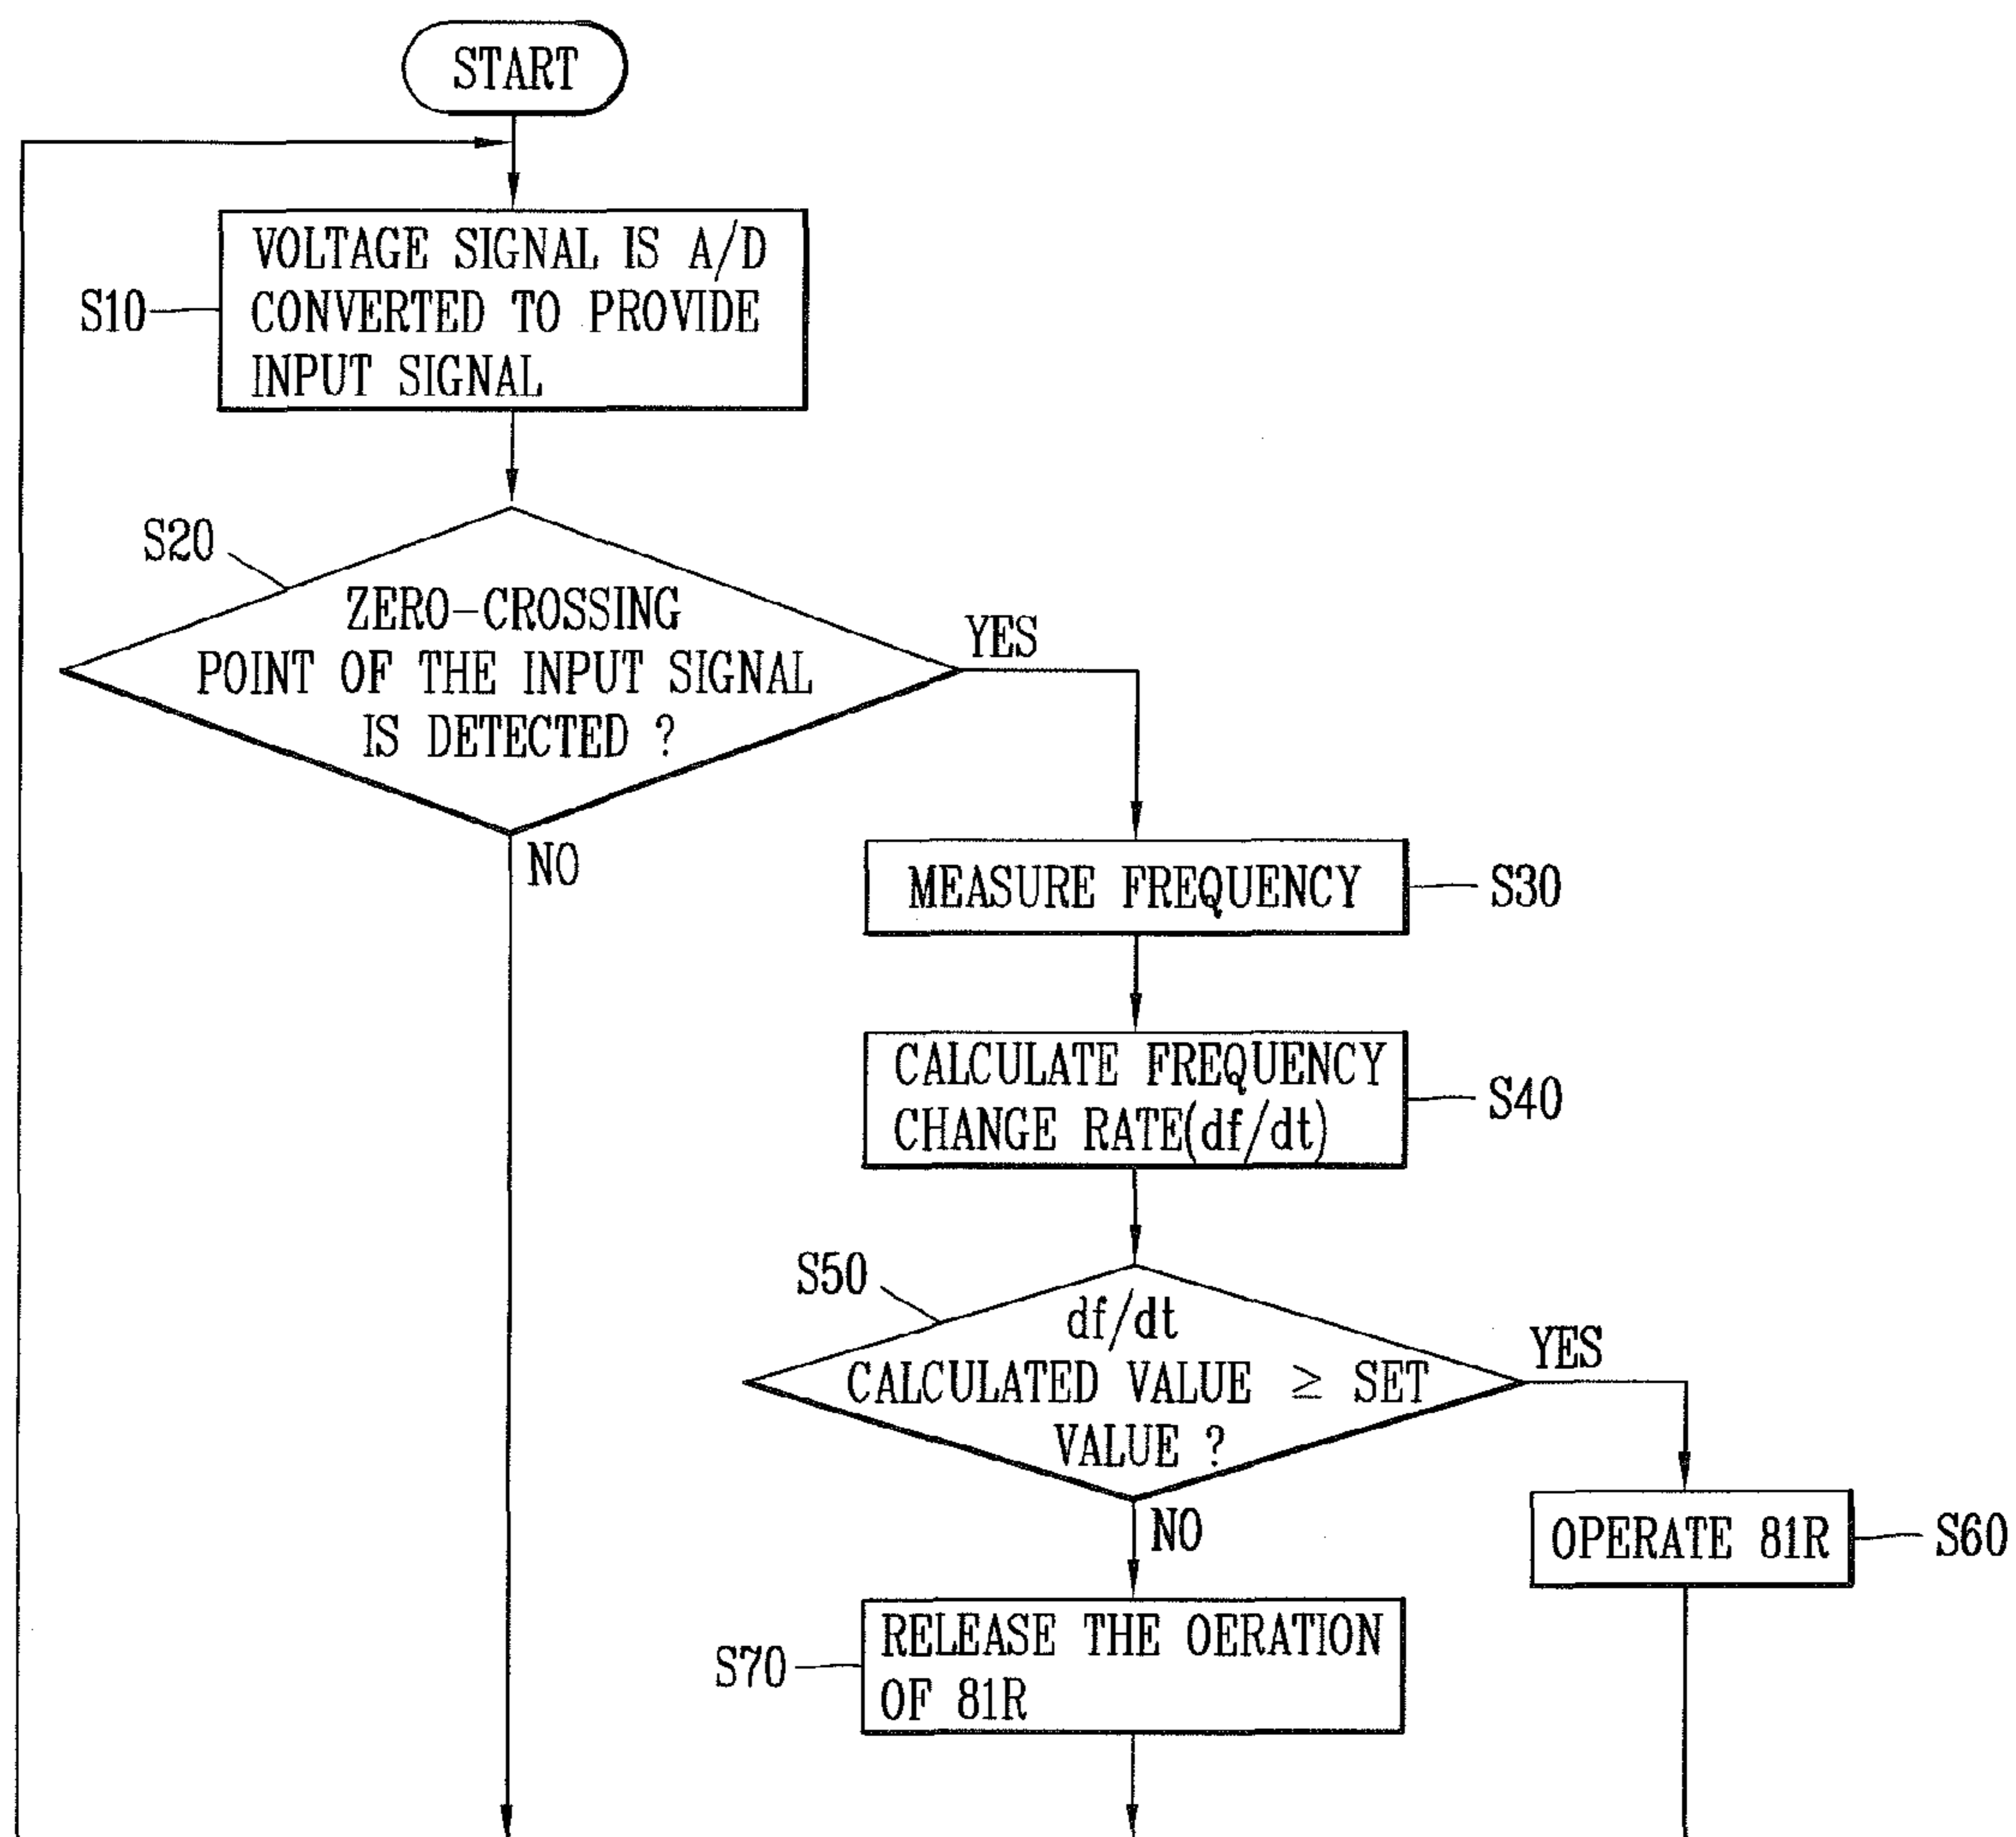 START
VOLTAGE SIGNAL IS A/D
CONVERTED TO PROVIDE
INPUT SIGNAL
S10
S20
ZERO-CROSSING
POINT OF THE INPUT SIGNAL
IS DETECTED ?
YES
NO
MEASURE FREQUENCY
S30
CALCULATE FREQUENCY
CHANGE RATE(df/dt)
S40
S50
df/dt
CALCULATED VALUE ≥ SET
VALUE ?
YES
NO
OPERATE 81R
S60
S70
RELEASE THE OERATION
OF 81R